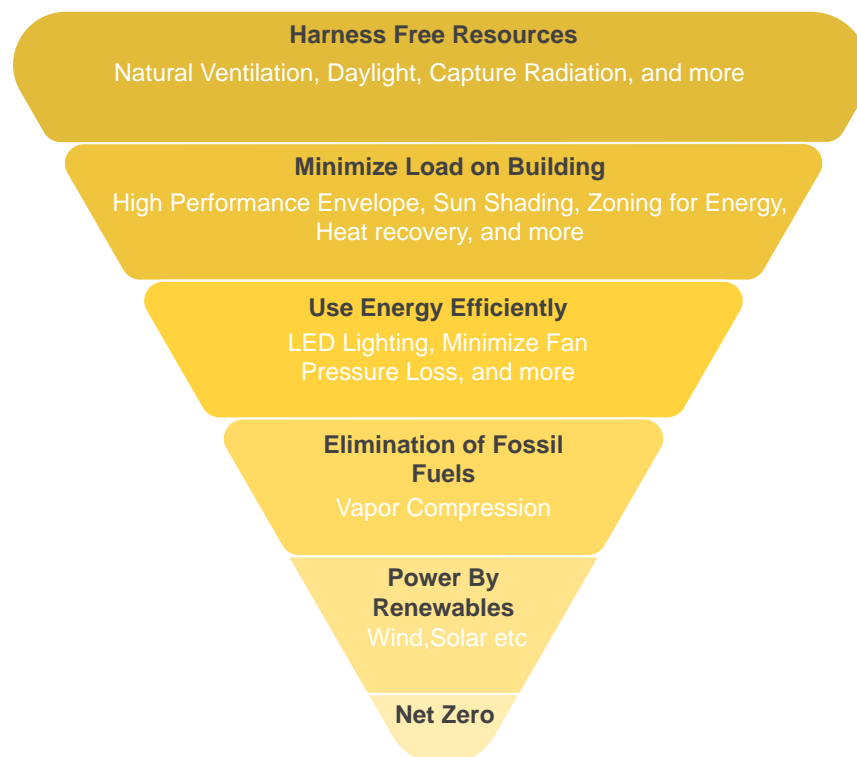 Harness Free Resources
Natural Ventilation, Daylight, Capture Radiation, and more
Minimize Load on Building
High Performance Envelope, Sun Shading, Zoning for Energy,
Heat recovery, and more
Use Energy Efficiently
LED Lighting, Minimize Fan
Pressure Loss, and more
Elimination of Fossil
Fuels
Vapor Compression
Power By
Renewables
Wind,Solar etc
Net Zero